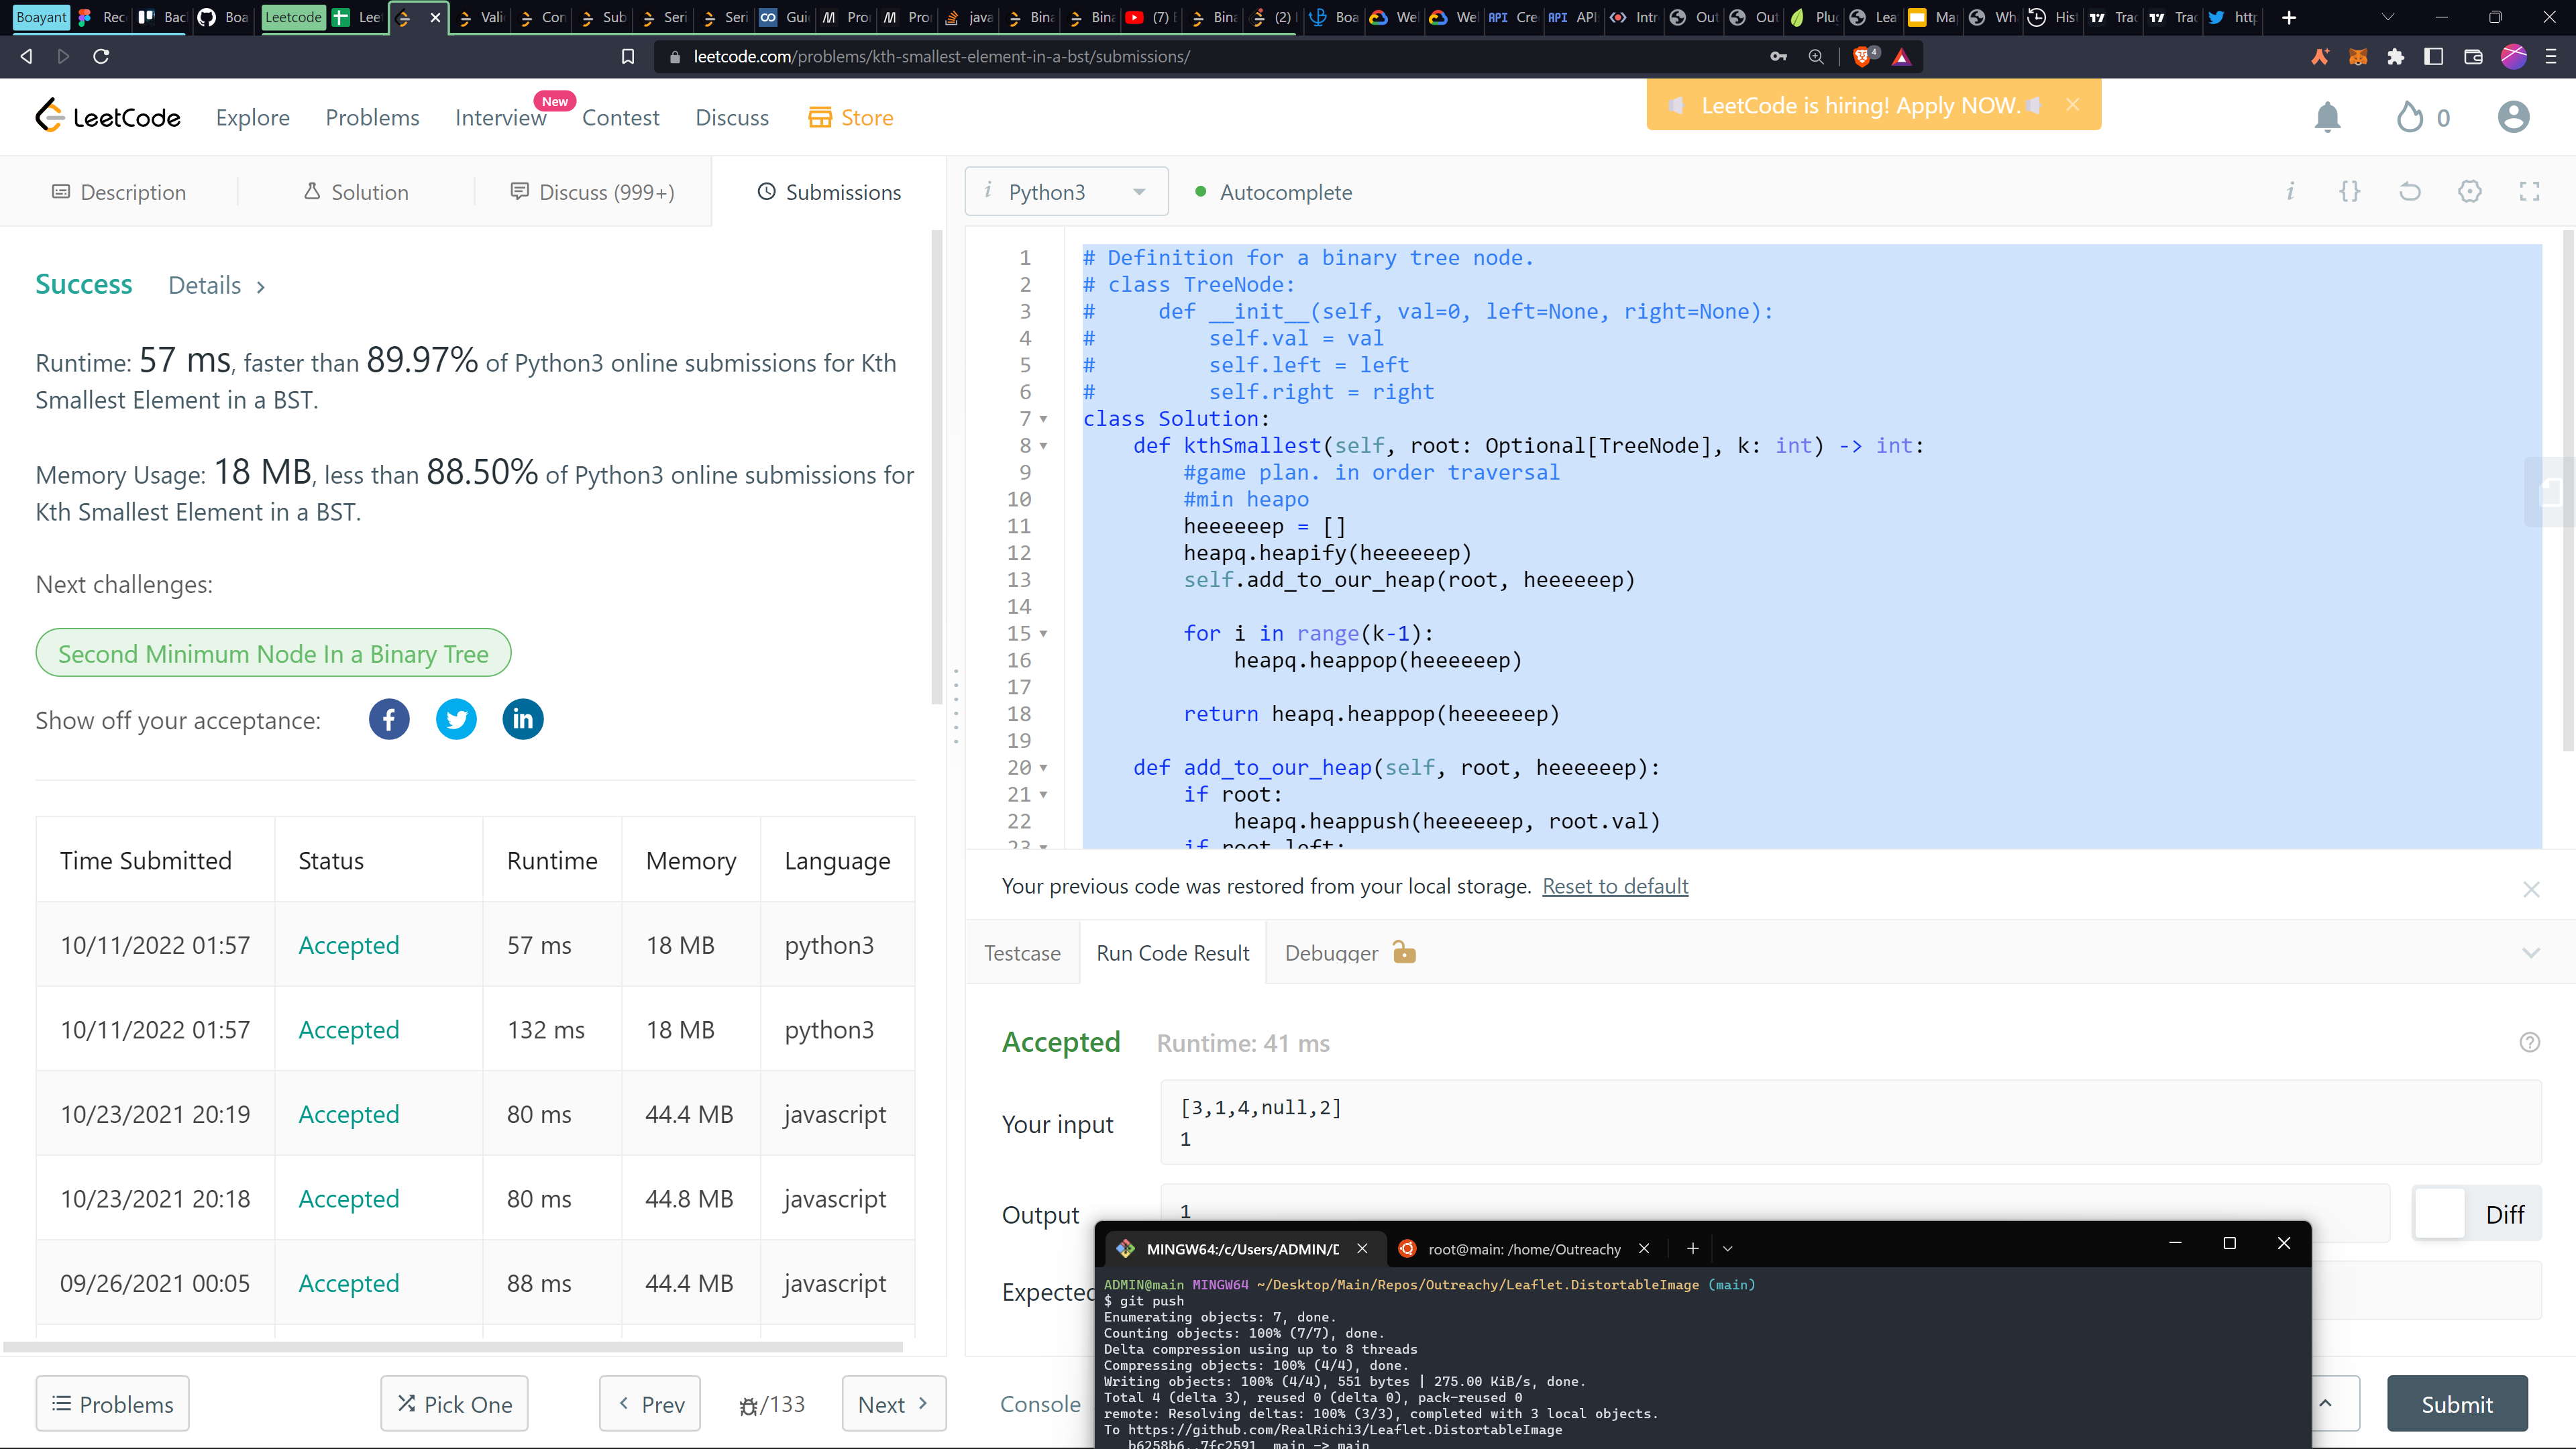 Boayant Rec Bac Boa Leetcode Lee Vali Con Sub Seri Seri Gui Pro Pro java Bina Bina (7) Bina (2) Boa We We API Cre API API Intr Out Out Plu Lea Ma Wh Hist Trac Trac http
leetcode.com/problems/kth-smallest-element-in-a-bst/submissions/
4
LeetCode
Explore
Problems
Interview
New
Contest
Discuss
Store
LeetCode is hiring! Apply NOW.
0
Description
Solution
Discuss (999+)
Submissions
i Python3
Autocomplete
i {}
Success Details >
Runtime: 57 ms, faster than 89.97% of Python3 online submissions for Kth
Smallest Element in a BST.
Memory Usage: 18 MB, less than 88.50% of Python3 online submissions for
Kth Smallest Element in a BST.
Next challenges:
Second Minimum Node In a Binary Tree
Show off your acceptance:
Time Submitted Status Runtime Memory Language
10/11/2022 01:57 Accepted 57 ms 18 MB python3
10/11/2022 01:57 Accepted 132 ms 18 MB python3
10/23/2021 20:19 Accepted 80 ms 44.4 MB javascript
10/23/2021 20:18 Accepted 80 ms 44.8 MB javascript
09/26/2021 00:05 Accepted 88 ms 44.4 MB javascript
Problems
Pick One
< Prev
/133
Next >
1 # Definition for a binary tree node.
2 # class TreeNode:
3 #     def __init__(self, val=0, left=None, right=None):
4 #         self.val = val
5 #         self.left = left
6 #         self.right = right
7 class Solution:
8     def kthSmallest(self, root: Optional[TreeNode], k: int) -> int:
9         #game plan. in order traversal
10         #min heapo
11         heeeeeep = []
12         heapq.heapify(heeeeeep)
13         self.add_to_our_heap(root, heeeeeep)
14
15         for i in range(k-1):
16             heapq.heappop(heeeeeep)
17
18         return heapq.heappop(heeeeeep)
19
20     def add_to_our_heap(self, root, heeeeeep):
21         if root:
22             heapq.heappush(heeeeeep, root.val)
23         if root.left:
Your previous code was restored from your local storage. Reset to default
Testcase
Run Code Result
Debugger
Accepted Runtime: 41 ms
Your input
[3,1,4,null,2]
1
Output
1
Diff
Expected
Console
Submit
MINGW64:/c/Users/ADMIN/D
root@main: /home/Outreachy
ADMIN@main MINGW64 ~/Desktop/Main/Repos/Outreachy/Leaflet.DistortableImage (main)
$ git push
Enumerating objects: 7, done.
Counting objects: 100% (7/7), done.
Delta compression using up to 8 threads
Compressing objects: 100% (4/4), done.
Writing objects: 100% (4/4), 551 bytes | 275.00 KiB/s, done.
Total 4 (delta 3), reused 0 (delta 0), pack-reused 0
remote: Resolving deltas: 100% (3/3), completed with 3 local objects.
To https://github.com/RealRichi3/Leaflet.DistortableImage
b6258b6..7fc2591 main -> main